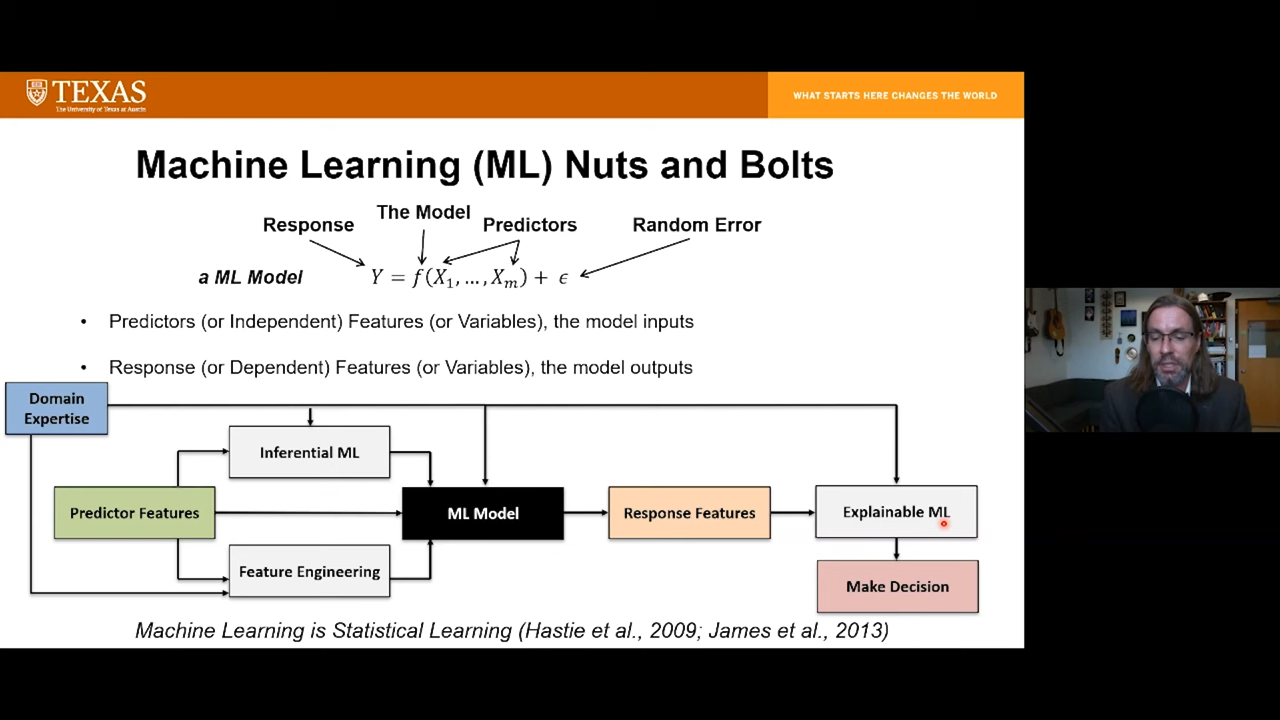 TEXAS
The University of Texas at Austin
WHAT STARTS HERE CHANGES THE WORLD
Machine Learning (ML) Nuts and Bolts
Response
The Model
Predictors
Random Error
a ML Model
Y = f(X₁, …, Xₘ) + ϵ
• Predictors (or Independent) Features (or Variables), the model inputs
• Response (or Dependent) Features (or Variables), the model outputs
Domain
Expertise
Inferential ML
Predictor Features
ML Model
Response Features
Explainable ML
Feature Engineering
Make Decision
Machine Learning is Statistical Learning (Hastie et al., 2009; James et al., 2013)